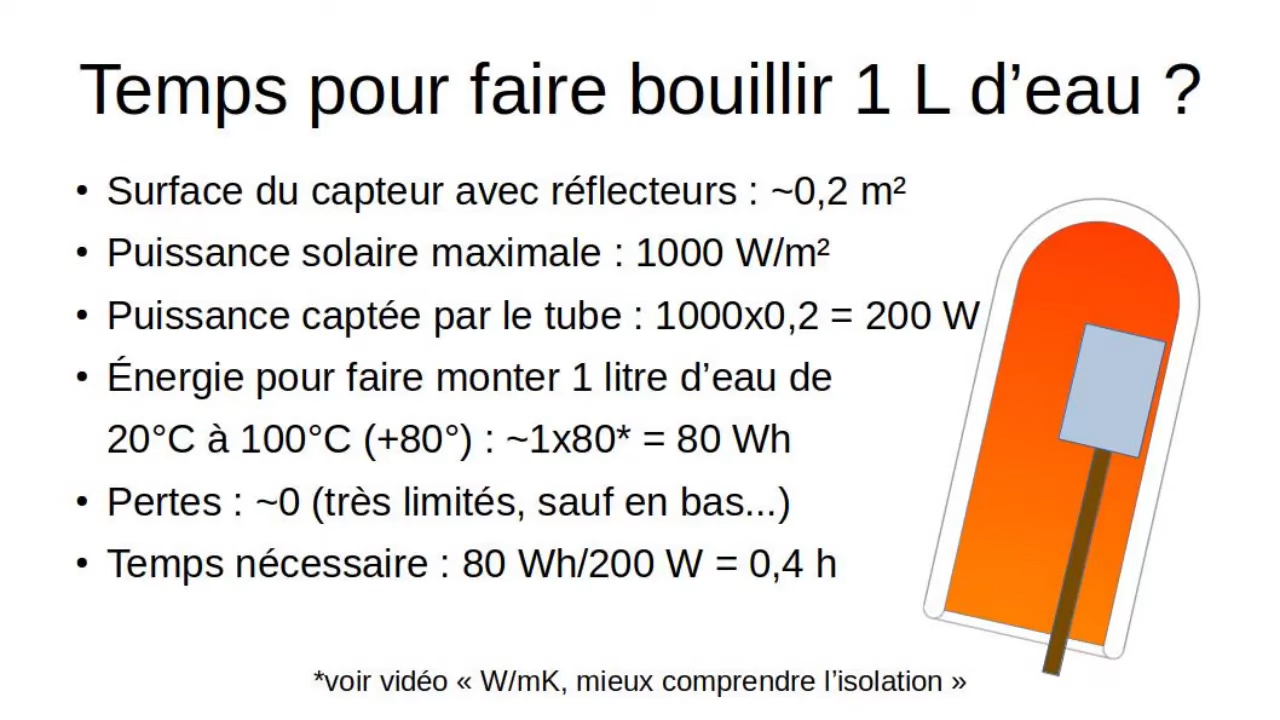 Temps pour faire bouillir 1 L d’eau ?
• Surface du capteur avec réflecteurs : ~0,2 m²
• Puissance solaire maximale : 1000 W/m²
• Puissance captée par le tube : 1000x0,2 = 200 W
• Énergie pour faire monter 1 litre d’eau de
20°C à 100°C (+80°) : ~1x80* = 80 Wh
• Pertes : ~0 (très limités, sauf en bas...)
• Temps nécessaire : 80 Wh/200 W = 0,4 h
*voir vidéo « W/mK, mieux comprendre l’isolation »